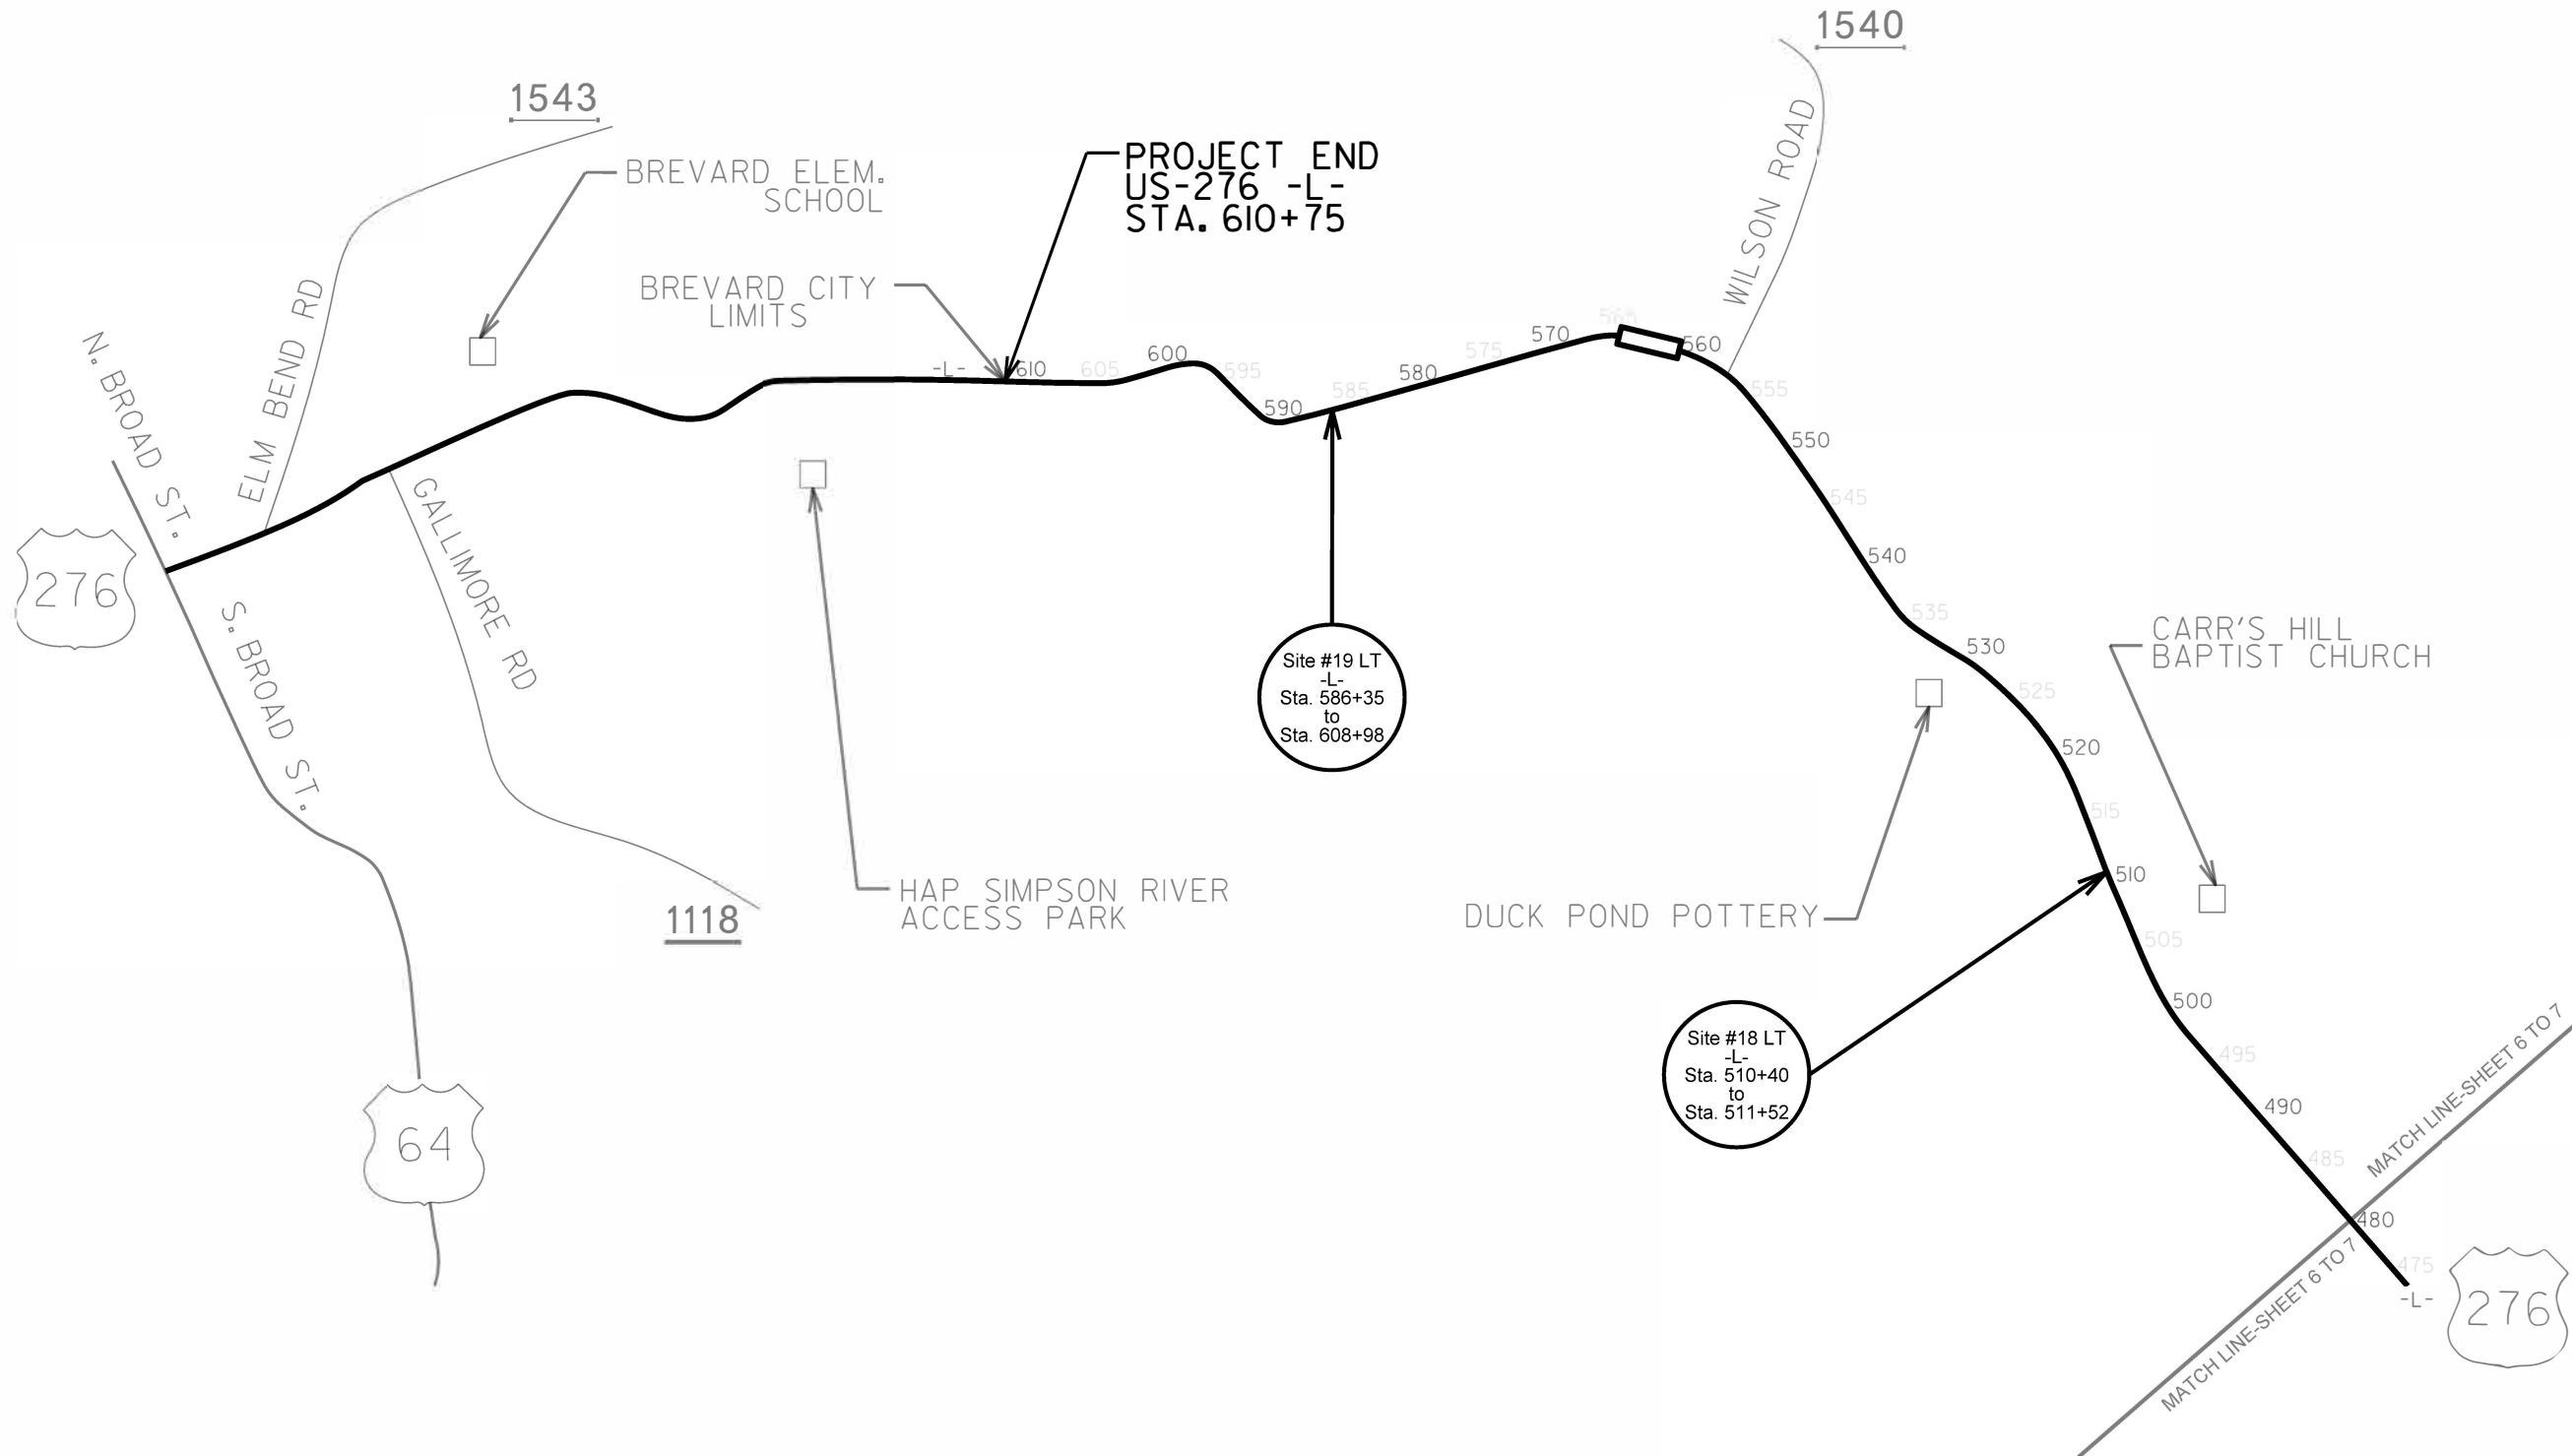 1540
1543
WILSON ROAD
BREVARD ELEM.
SCHOOL
PROJECT END
US-276 -L-
STA. 610+75
BREVARD CITY
LIMITS
ELM BEND RD
N. BROAD ST.
-L-
610
605
600
595
590
585
580
575
570
565
560
555
550
545
540
535
530
525
520
515
510
505
500
495
490
485
480
475
-L-
276
GALLIMORE RD
S. BROAD ST.
Site #19 LT
-L-
Sta. 586+35
to
Sta. 608+98
CARR'S HILL
BAPTIST CHURCH
HAP SIMPSON RIVER
ACCESS PARK
1118
DUCK POND POTTERY
Site #18 LT
-L-
Sta. 510+40
to
Sta. 511+52
64
MATCH LINE-SHEET 6 TO 7
MATCH LINE-SHEET 6 TO 7
276